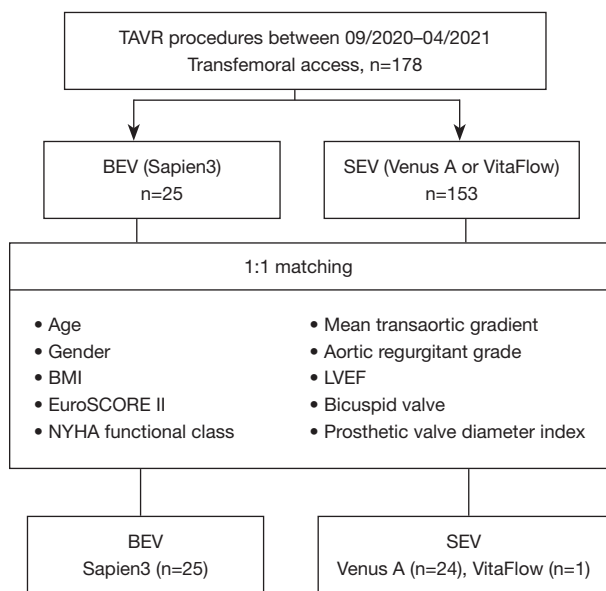 TAVR procedures between 09/2020–04/2021
Transfemoral access, n=178
BEV (Sapien3)
n=25
SEV (Venus A or VitaFlow)
n=153
1:1 matching
• Age
• Gender
• BMI
• EuroSCORE II
• NYHA functional class
• Mean transaortic gradient
• Aortic regurgitant grade
• LVEF
• Bicuspid valve
• Prosthetic valve diameter index
BEV
Sapien3 (n=25)
SEV
Venus A (n=24), VitaFlow (n=1)